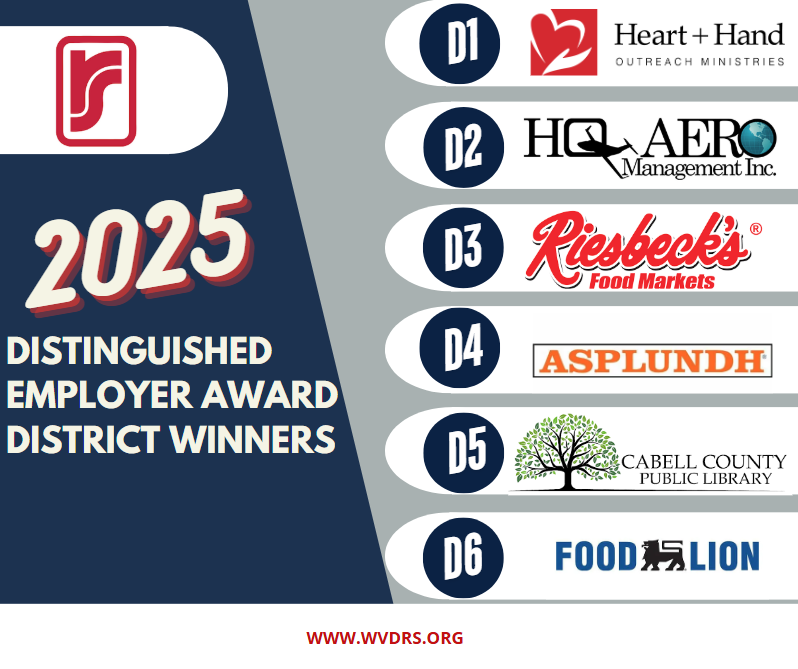 2025
DISTINGUISHED
EMPLOYER AWARD
DISTRICT WINNERS
D1
Heart + Hand
OUTREACH MINISTRIES
D2
HQ AERO
Management Inc.
D3
Riesbeck's®
Food Markets
D4
ASPLUNDH
D5
CABELL COUNTY
PUBLIC LIBRARY
D6
FOOD LION
WWW.WVDRS.ORG